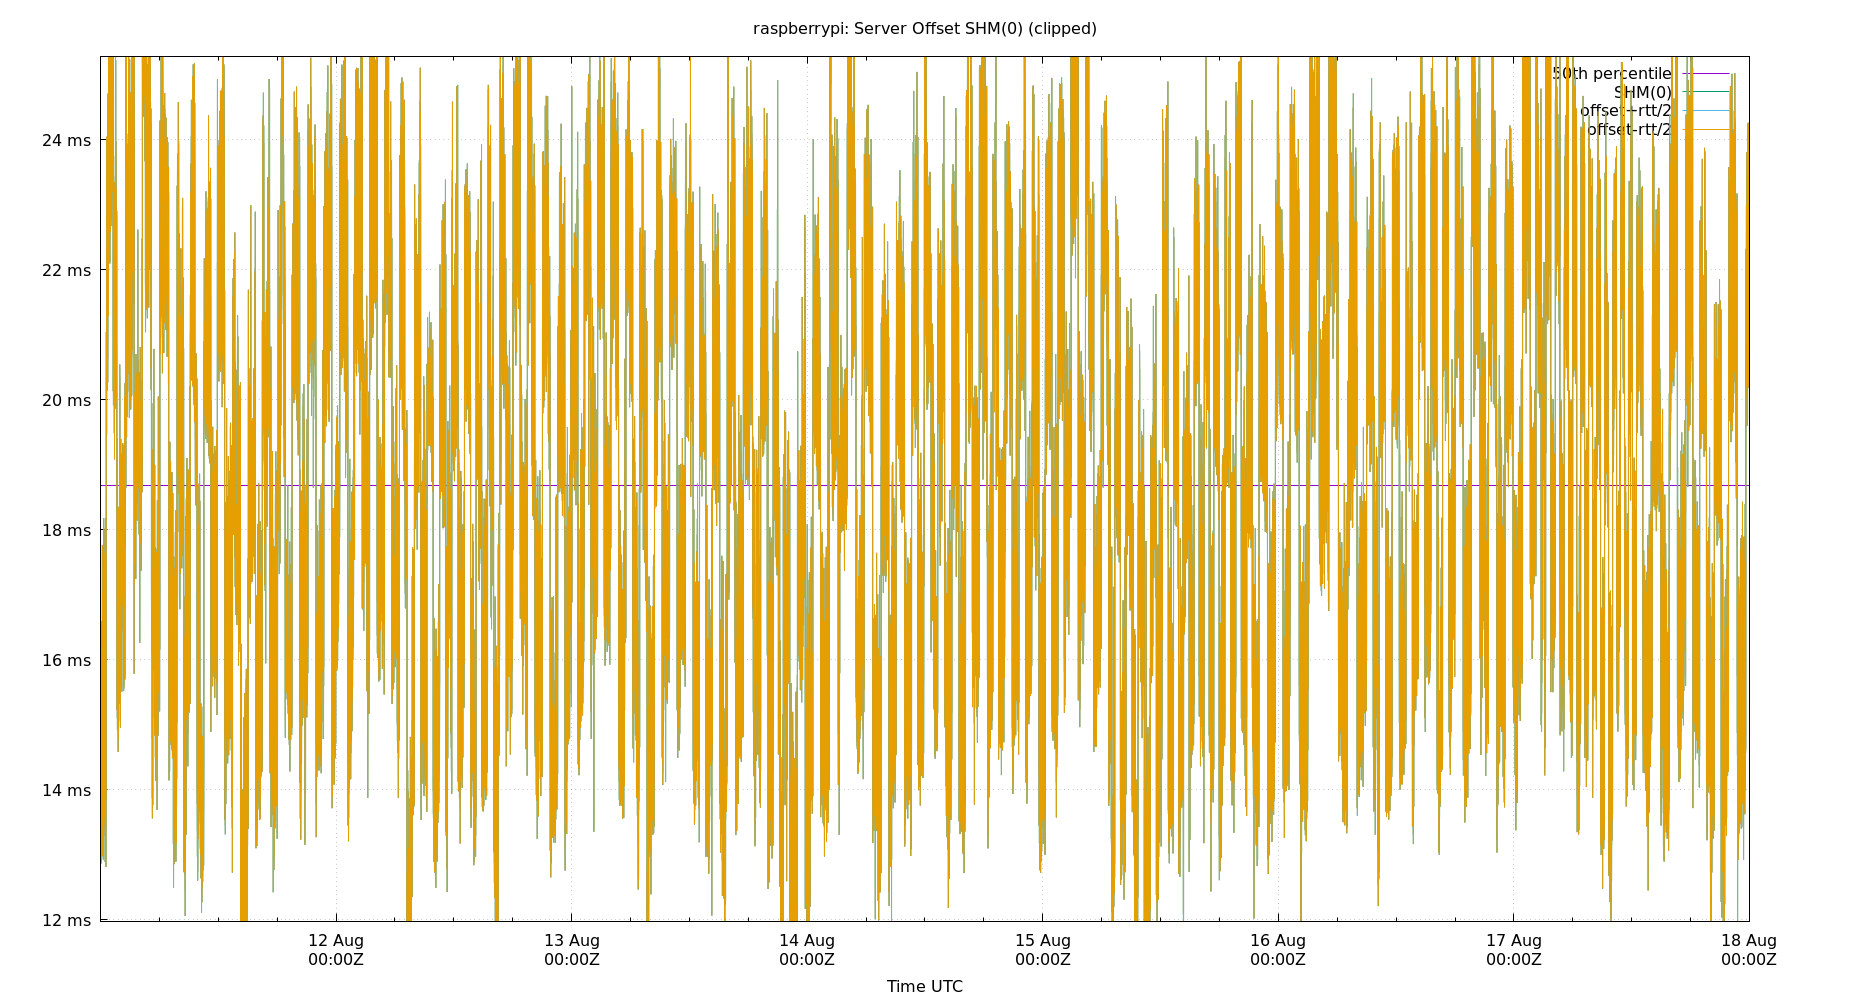 raspberrypi: Server Offset SHM(0) (clipped)
50th percentile
SHM(0)
offset+rtt/2
offset-rtt/2
24 ms
22 ms
20 ms
18 ms
16 ms
14 ms
12 ms
12 Aug
00:00Z
13 Aug
00:00Z
14 Aug
00:00Z
15 Aug
00:00Z
16 Aug
00:00Z
17 Aug
00:00Z
18 Aug
00:00Z
Time UTC